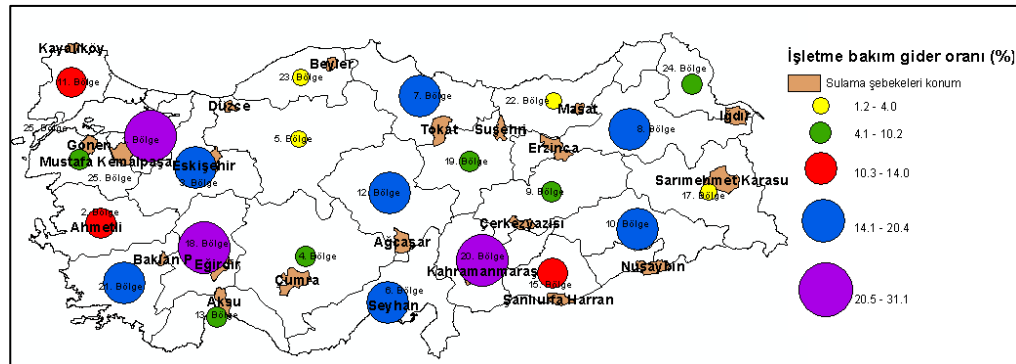 Kayalıköy
11. Bölge
Beyler
23. Bölge
7. Bölge
24. Bölge
22. Bölge
Maşat
Iğdır
Düzce
25. Bölge
Bölge
Gönen
Mustafa Kemalpaşa
25. Bölge
Eskişehir
3. Bölge
5. Bölge
Tokat
Suşehri
Erzinca
8. Bölge
19. Bölge
Sarımehmet Karasu
17. Bölge
12. Bölge
9. Bölge
2. Bölge
Ahmetli
Çerkezyazısı
10. Bölge
18. Bölge
Ağcaşar
Baklan P
Eğirdir
4. Bölge
Çumra
20. Bölge
Kahramanmaraş
Nusaybin
21. Bölge
Aksu
13. Bölge
6. Bölge
Seyhan
15. Bölge
Şanlıurfa Harran
İşletme bakım gider oranı (%)
Sulama şebekeleri konum
1.2 - 4.0
4.1 - 10.2
10.3 - 14.0
14.1 - 20.4
20.5 - 31.1